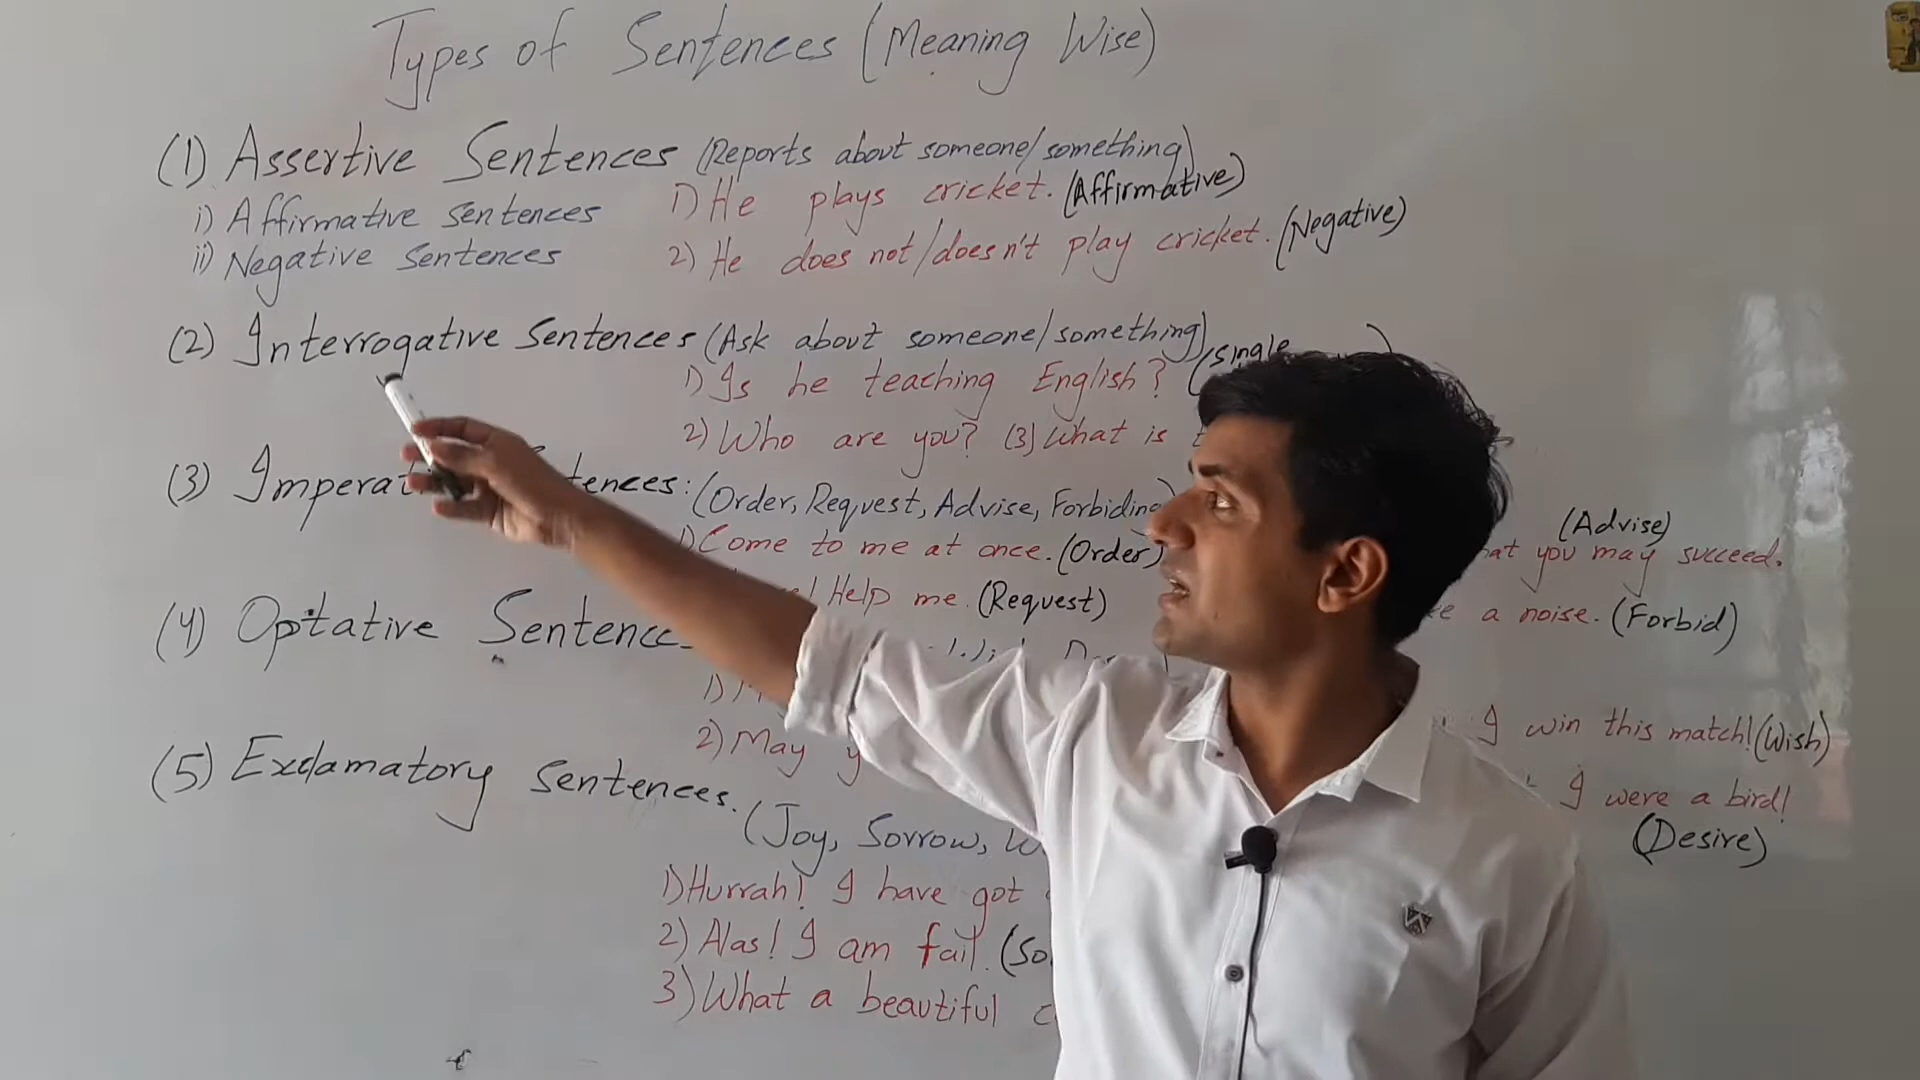 Types of Sentences (Meaning Wise)
(1) Assertive Sentences (Reports about someone/something)
i) Affirmative sentences
ii) Negative sentences
1) He plays cricket. (Affirmative)
2) He does not/doesn't play cricket. (Negative)
(2) Interrogative Sentences (Ask about someone/something)
1) Is he teaching English? (Single
2) Who are you? (3) What is
(3) Sentences: (Order, Request, Advise, Forbiding)
1) Come to me at once. (Order)
Help me. (Request)
(Advise)
you may succeed.
a noise. (Forbid)
(4) Optative
1)
2) May
I win this match! (Wish)
I were a bird!
(Desire)
(5) Exclamatory Sentences.
(Joy, Sorrow,
1) Hurrah! I have got
2) Alas! I am fail.
3) What a beautiful